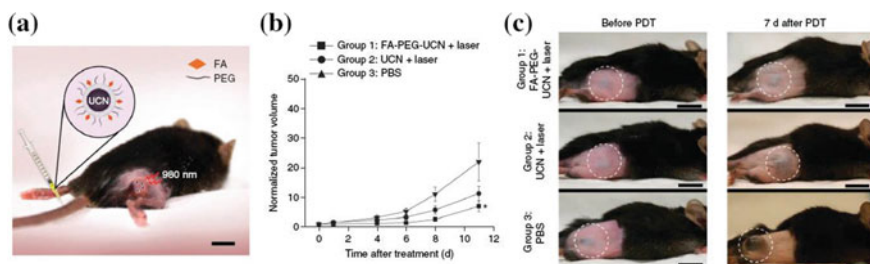 (a)
FA
PEG
UCN
980 nm
(b)
Group 1: FA-PEG-UCN + laser
Group 2: UCN + laser
Group 3: PBS
Normalized tumor volume
50
40
30
20
10
0
0
2
4
6
8
10
12
Time after treatment (d)
(c)
Before PDT
7 d after PDT
Group 1:
FA-PEG-
UCN + laser
Group 2:
UCN + laser
Group 3:
PBS